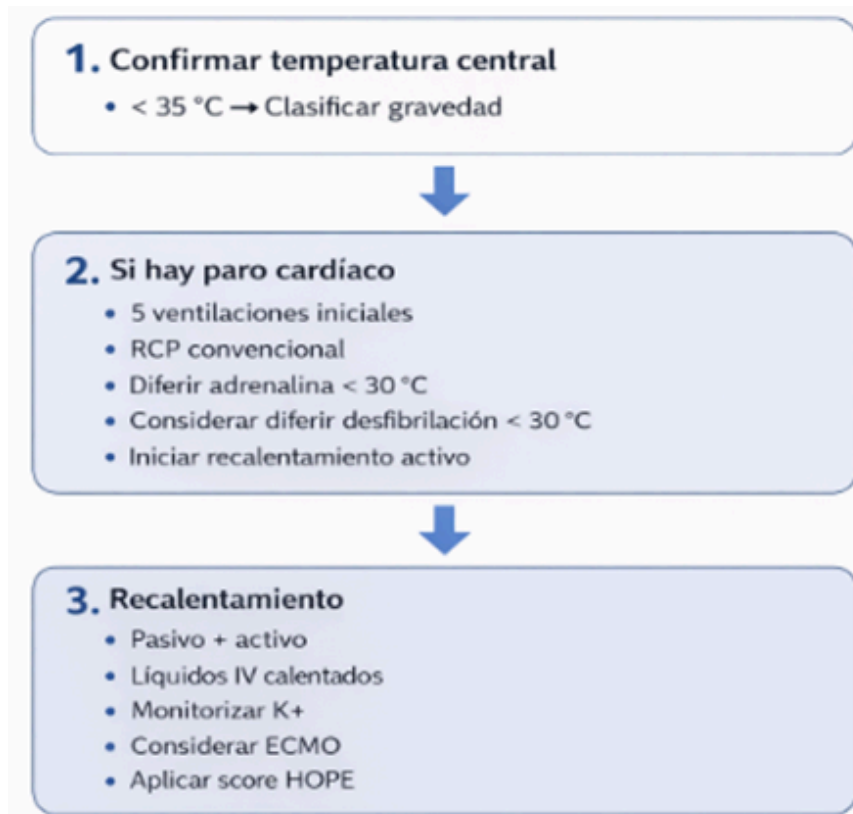 1. Confirmar temperatura central
• < 35 °C → Clasificar gravedad
2. Si hay paro cardíaco
• 5 ventilaciones iniciales
• RCP convencional
• Diferir adrenalina < 30 °C
• Considerar diferir desfibrilación < 30 °C
• Iniciar recalentamiento activo
3. Recalentamiento
• Pasivo + activo
• Líquidos IV calentados
• Monitorizar K+
• Considerar ECMO
• Aplicar score HOPE